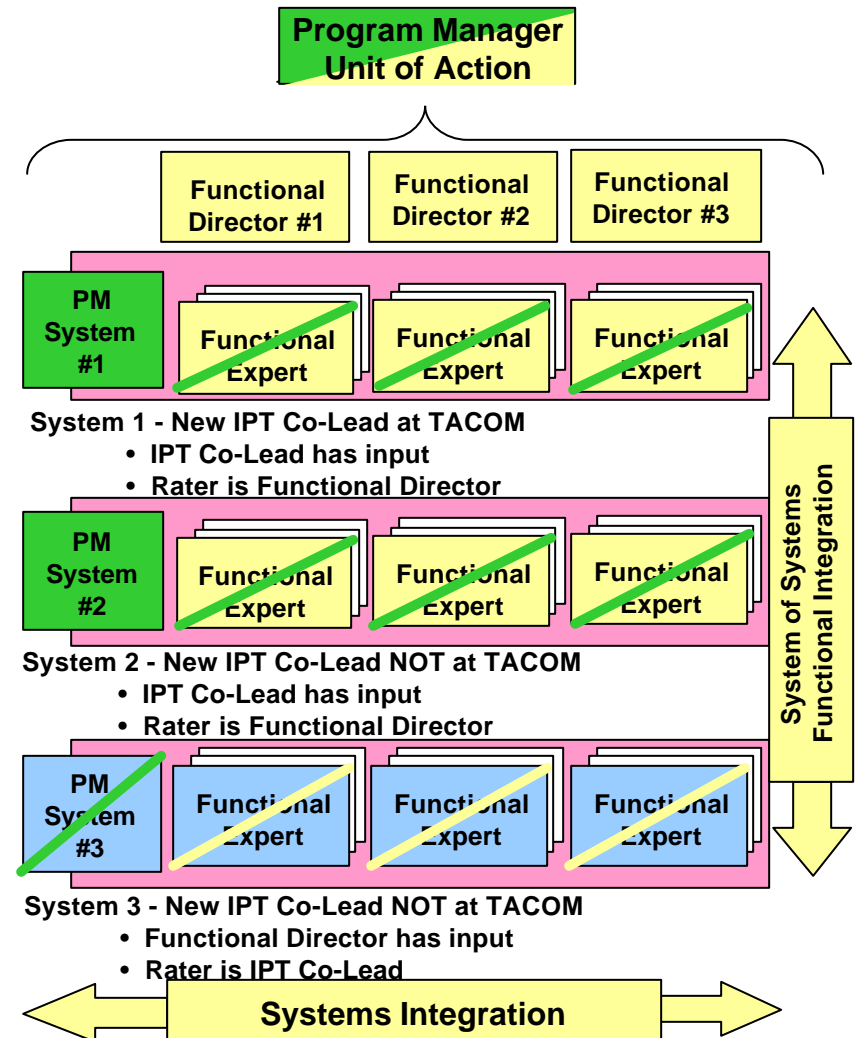 Program Manager
Unit of Action
Functional
Director #1
Functional
Director #2
Functional
Director #3
PM
System
#1
Functional
Expert
Functional
Expert
Functional
Expert
System 1 - New IPT Co-Lead at TACOM
• IPT Co-Lead has input
• Rater is Functional Director
PM
System
#2
Functional
Expert
Functional
Expert
Functional
Expert
System 2 - New IPT Co-Lead NOT at TACOM
• IPT Co-Lead has input
• Rater is Functional Director
PM
System
#3
Functional
Expert
Functional
Expert
Functional
Expert
System 3 - New IPT Co-Lead NOT at TACOM
• Functional Director has input
• Rater is IPT Co-Lead
System of Systems
Functional Integration
Systems Integration